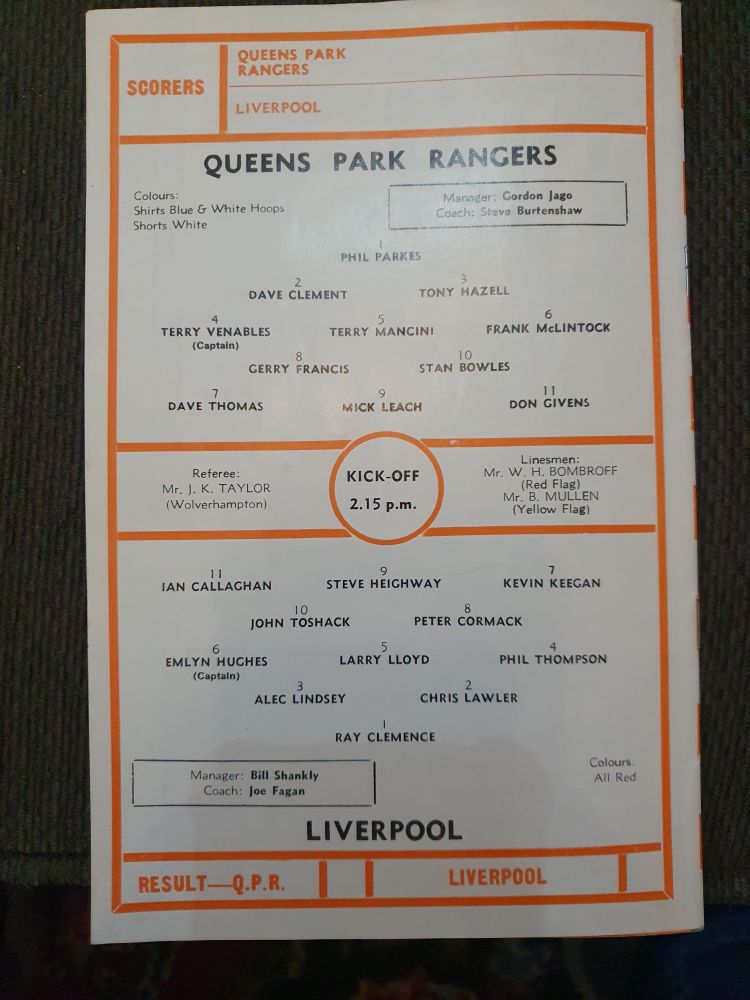 SCORERS
QUEENS PARK
RANGERS
LIVERPOOL
QUEENS PARK RANGERS
Colours:
Shirts Blue & White Hoops
Shorts White
Manager: Gordon Jago
Coach: Steve Burtenshaw
1
PHIL PARKES
2 3
DAVE CLEMENT TONY HAZELL
4 5 6
TERRY VENABLES TERRY MANCINI FRANK McLINTOCK
(Captain)
8 10
GERRY FRANCIS STAN BOWLES
7 9 11
DAVE THOMAS MICK LEACH DON GIVENS
Referee:
Mr. J. K. TAYLOR
(Wolverhampton)
KICK-OFF
2.15 p.m.
Linesmen:
Mr. W. H. BOMBROFF
(Red Flag)
Mr. B. MULLEN
(Yellow Flag)
11 9 7
IAN CALLAGHAN STEVE HEIGHWAY KEVIN KEEGAN
10 8
JOHN TOSHACK PETER CORMACK
6 5 4
EMLYN HUGHES LARRY LLOYD PHIL THOMPSON
(Captain)
3 2
ALEC LINDSEY CHRIS LAWLER
1
RAY CLEMENCE
Manager: Bill Shankly
Coach: Joe Fagan
Colours:
All Red
LIVERPOOL
RESULT—Q.P.R. LIVERPOOL